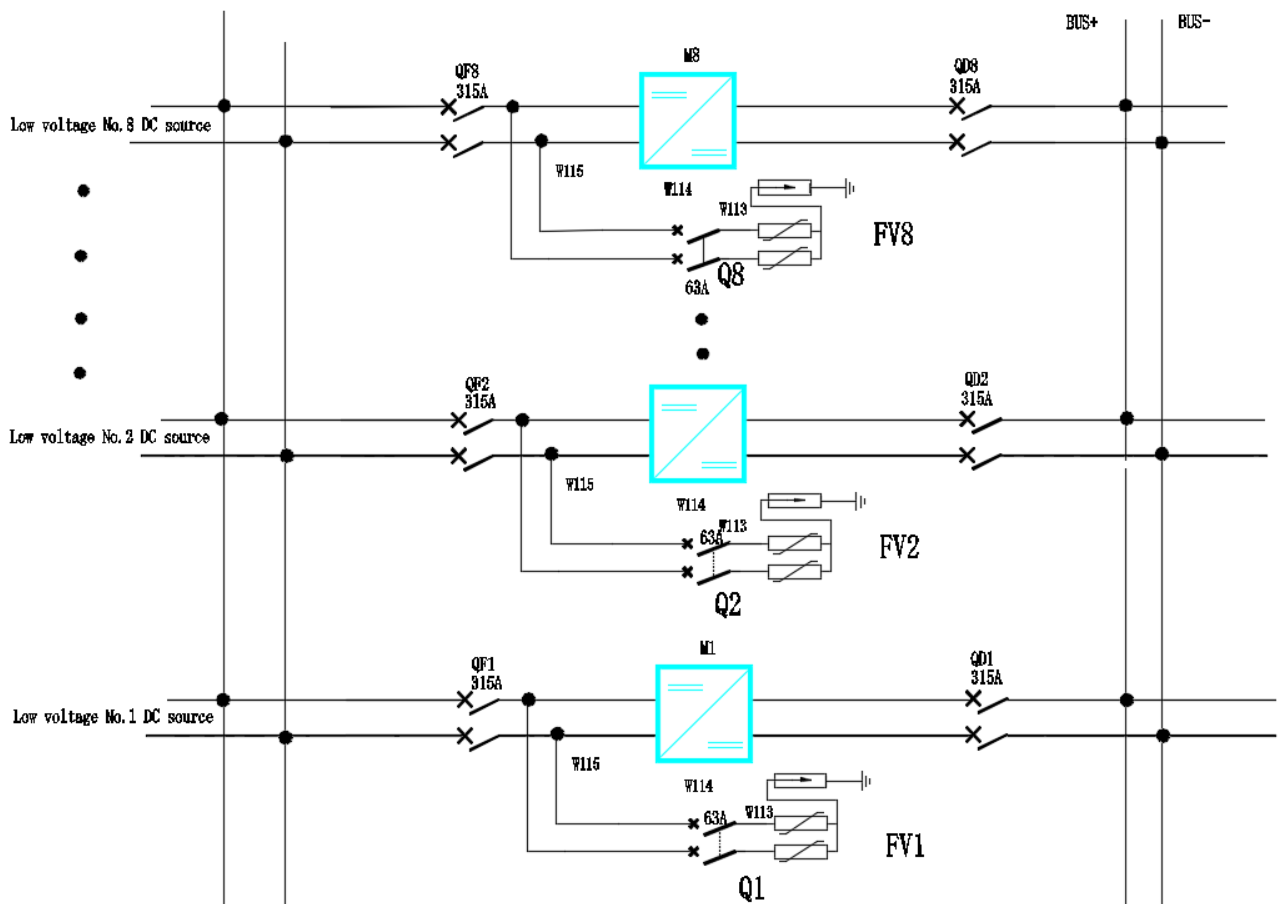 BUS+
BUS-
M8
QF8
315A
QD8
315A
Low voltage No.8 DC source
W115
W114
W113
FV8
Q8
63A
QF2
315A
QD2
315A
Low voltage No.2 DC source
W115
W114
W113
63A
FV2
Q2
M1
QF1
315A
QD1
315A
Low voltage No.1 DC source
W115
W114
W113
63A
FV1
Q1